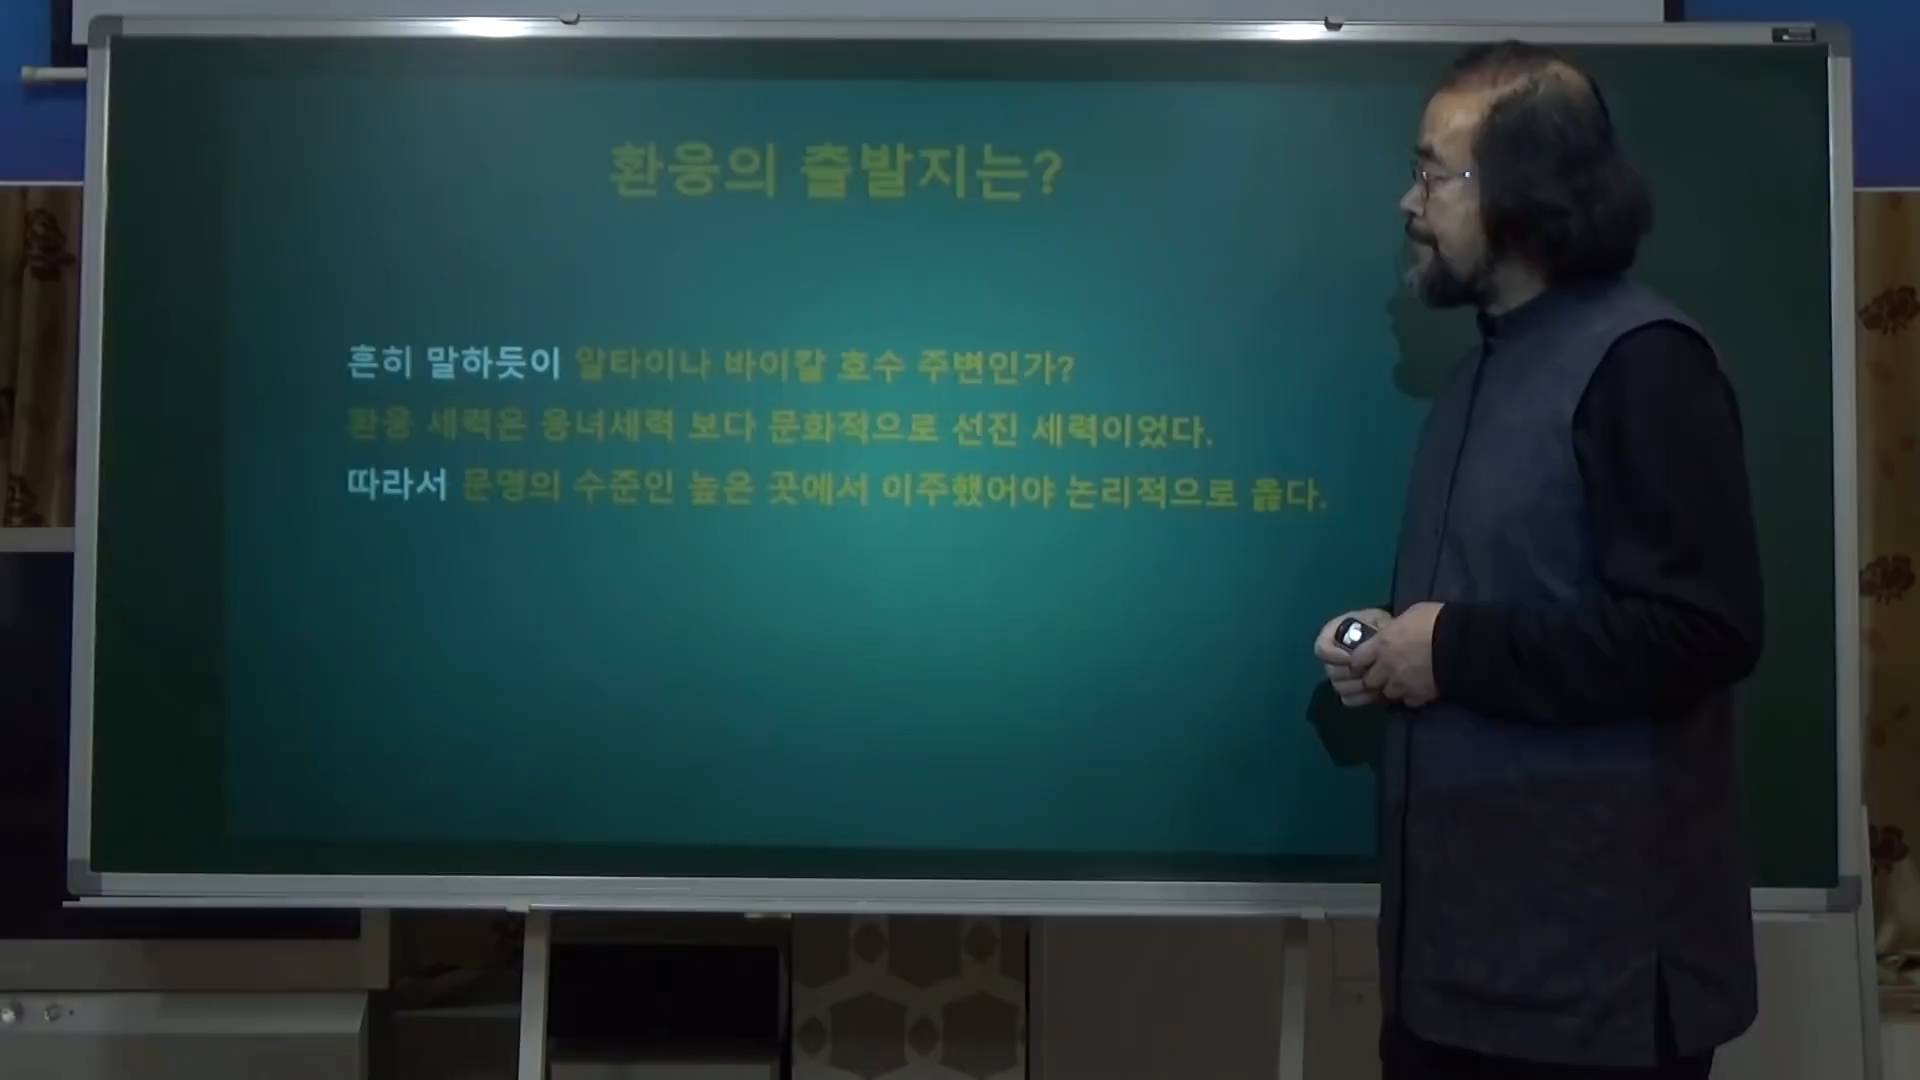 환웅의 출발지는?
흔히 말하듯이 알타이나 바이칼 호수 주변인가?
환웅 세력은 웅녀세력 보다 문화적으로 선진 세력이었다.
따라서 문명의 수준인 높은 곳에서 이주했어야 논리적으로 옳다.